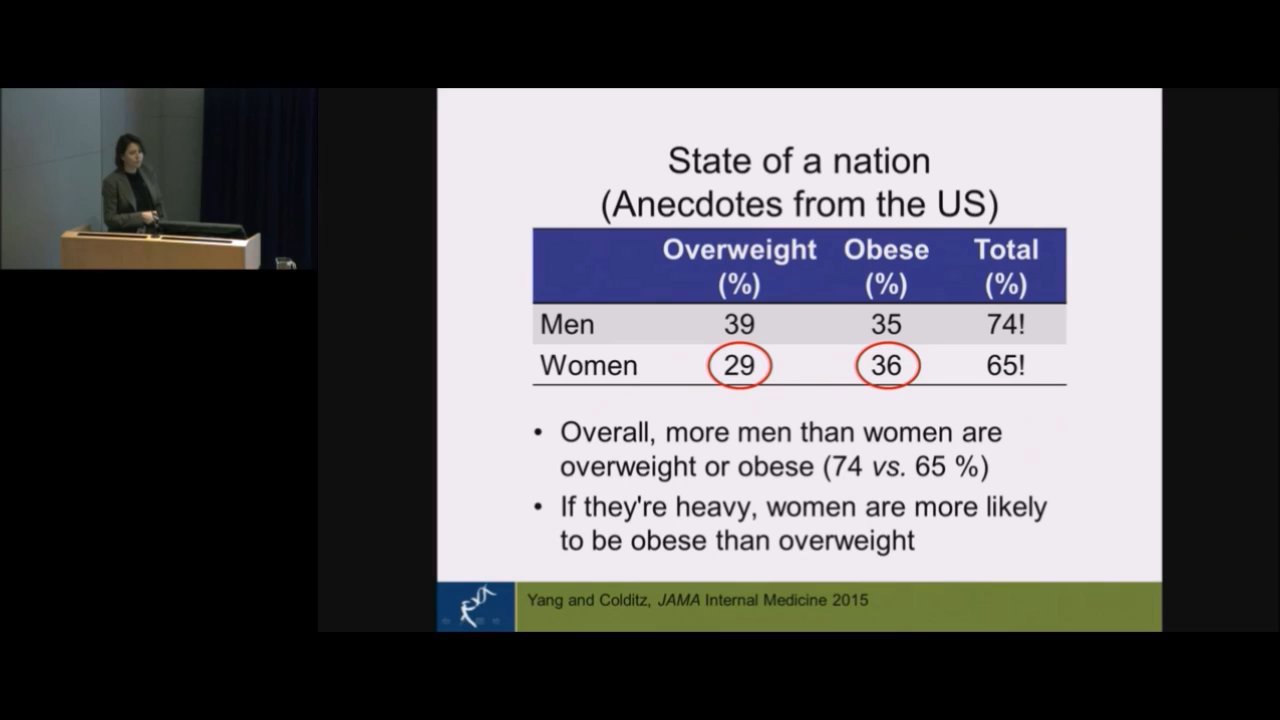 State of a nation
(Anecdotes from the US)
Overweight Obese Total
(%) (%) (%)
Men 39 35 74!
Women 29 36 65!
• Overall, more men than women are
overweight or obese (74 vs. 65 %)
• If they're heavy, women are more likely
to be obese than overweight
Yang and Colditz, JAMA Internal Medicine 2015